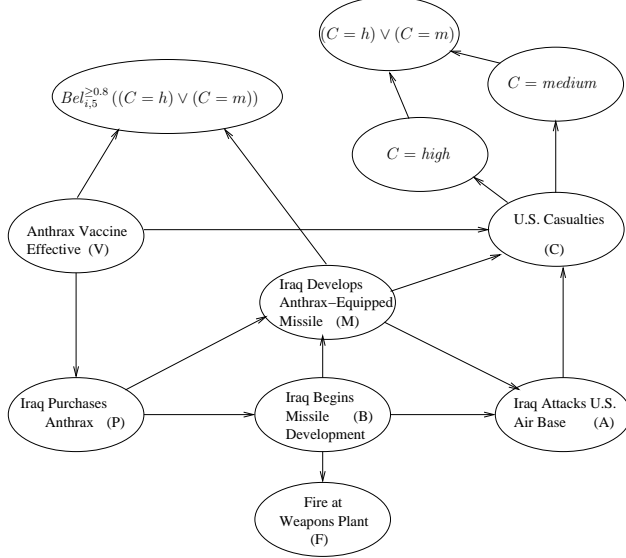 (C = h) ∨ (C = m)
C = medium
Bel_{i,5}^{≥0.8} ((C = h) ∨ (C = m))
C = high
Anthrax Vaccine
Effective (V)
U.S. Casualties
(C)
Iraq Develops
Anthrax–Equipped
Missile (M)
Iraq Purchases
Anthrax (P)
Iraq Begins
Missile (B)
Development
Iraq Attacks U.S.
Air Base (A)
Fire at
Weapons Plant
(F)